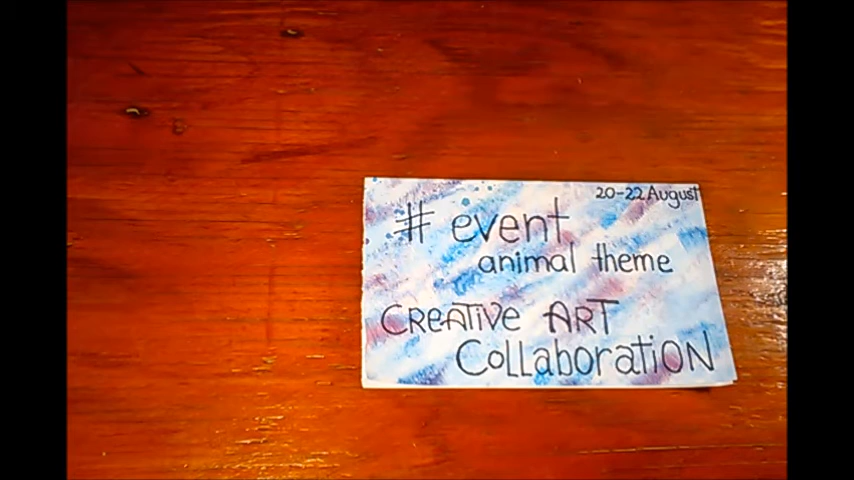 20-22 August
# event
animal theme
CReATiVE ART
CollaboratiON